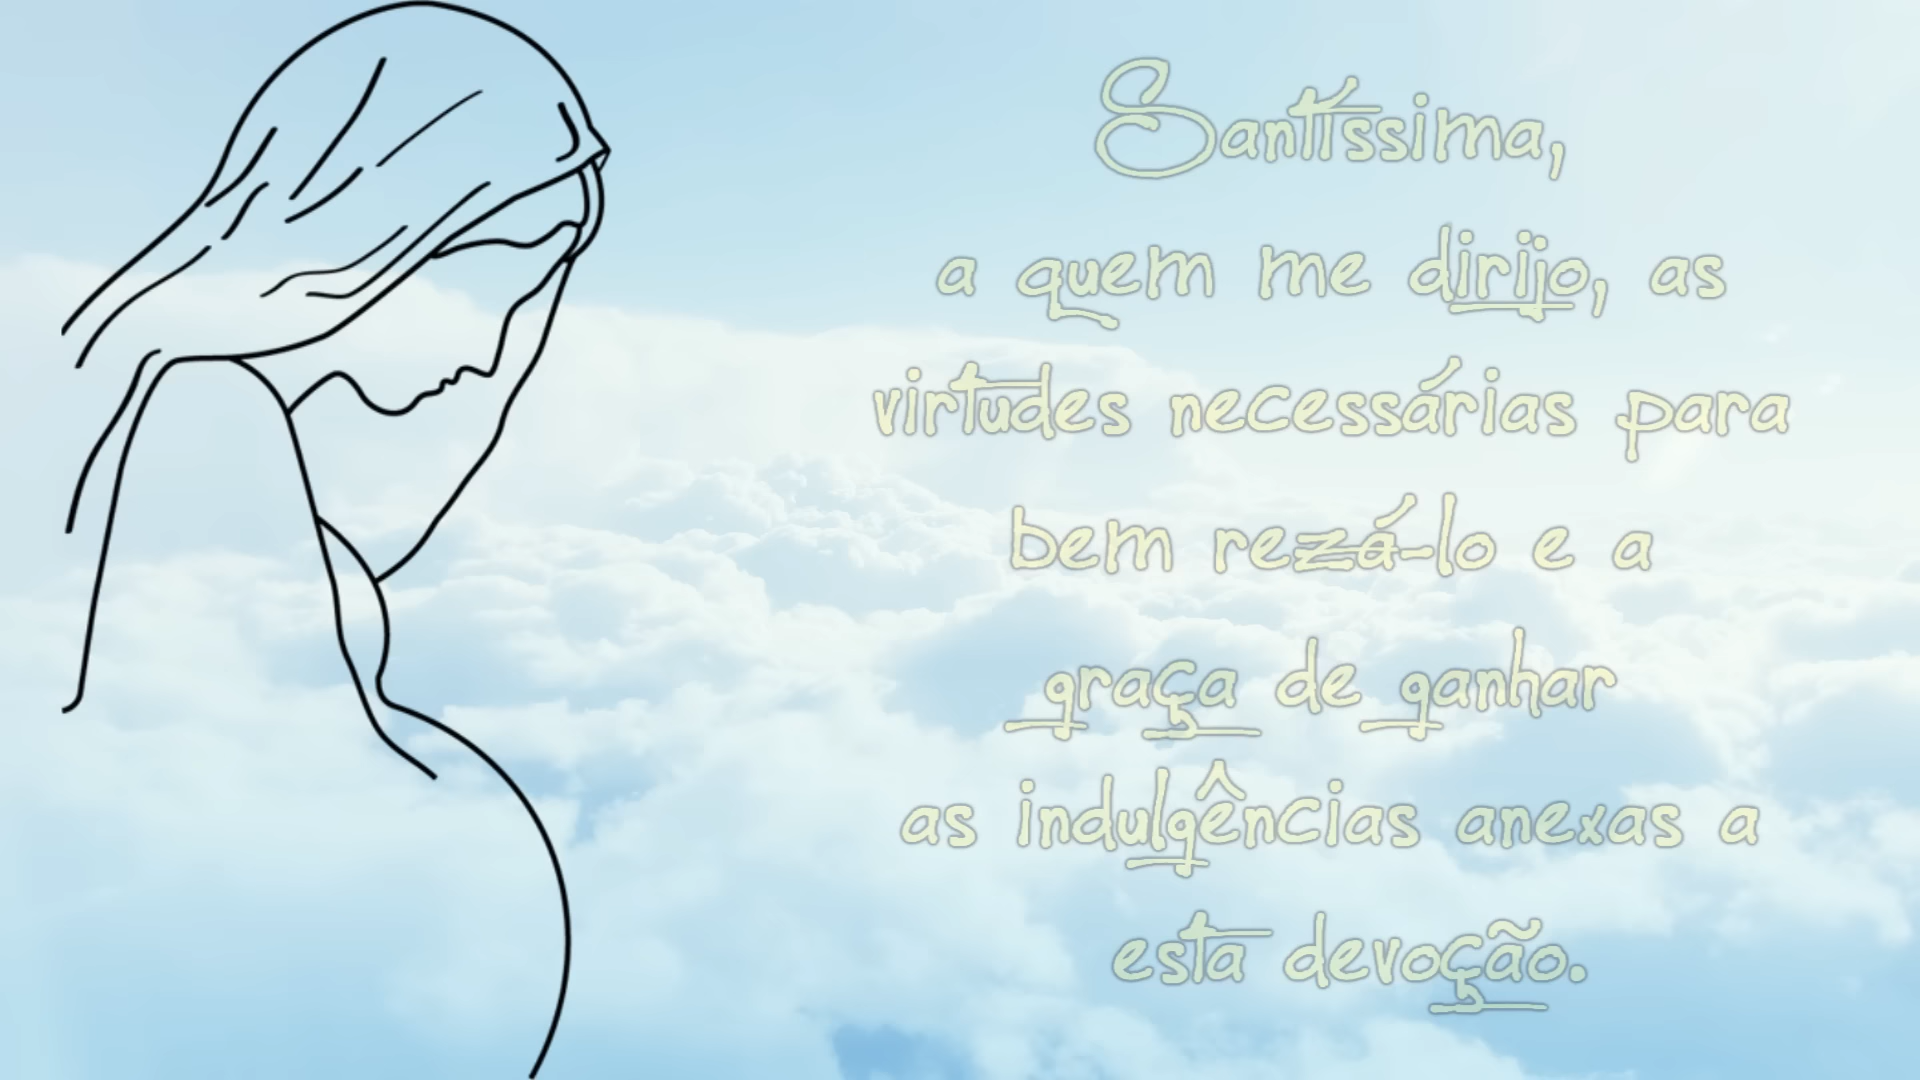 Santíssima,
a quem me dirijo, as
virtudes necessárias para
bem rezá-lo e a
graça de ganhar
as indulgências anexas a
esta devoção.